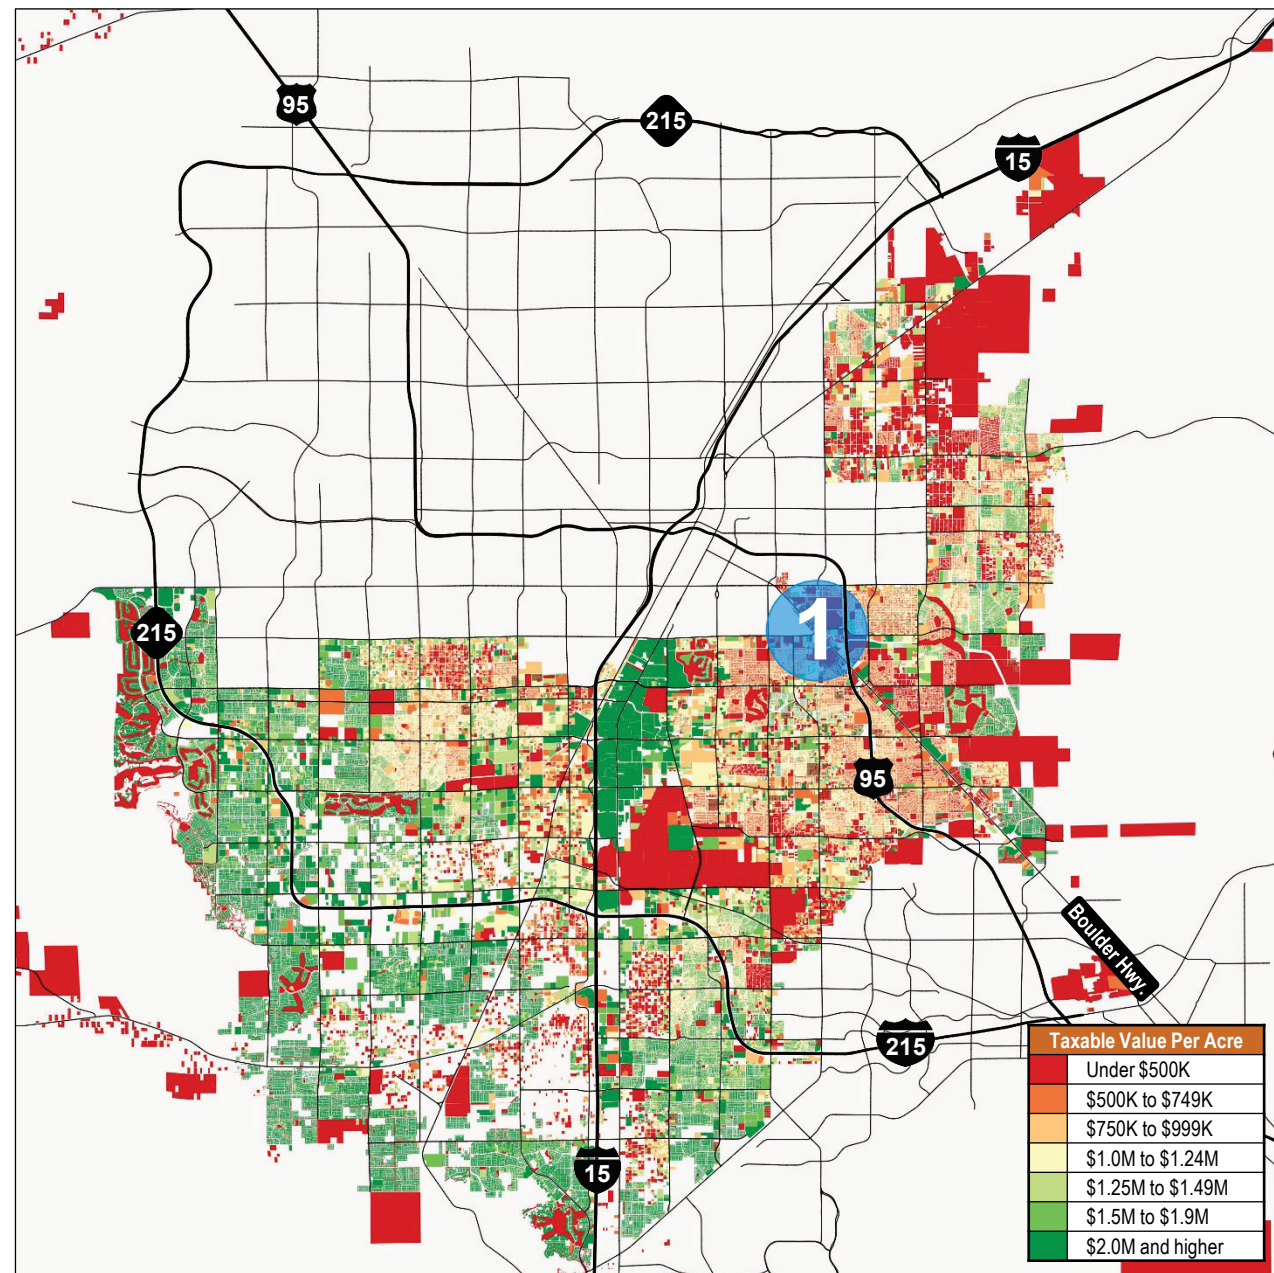 95
215
15
1
215
95
Boulder Hwy.
215
15
Taxable Value Per Acre
Under $500K
$500K to $749K
$750K to $999K
$1.0M to $1.24M
$1.25M to $1.49M
$1.5M to $1.9M
$2.0M and higher